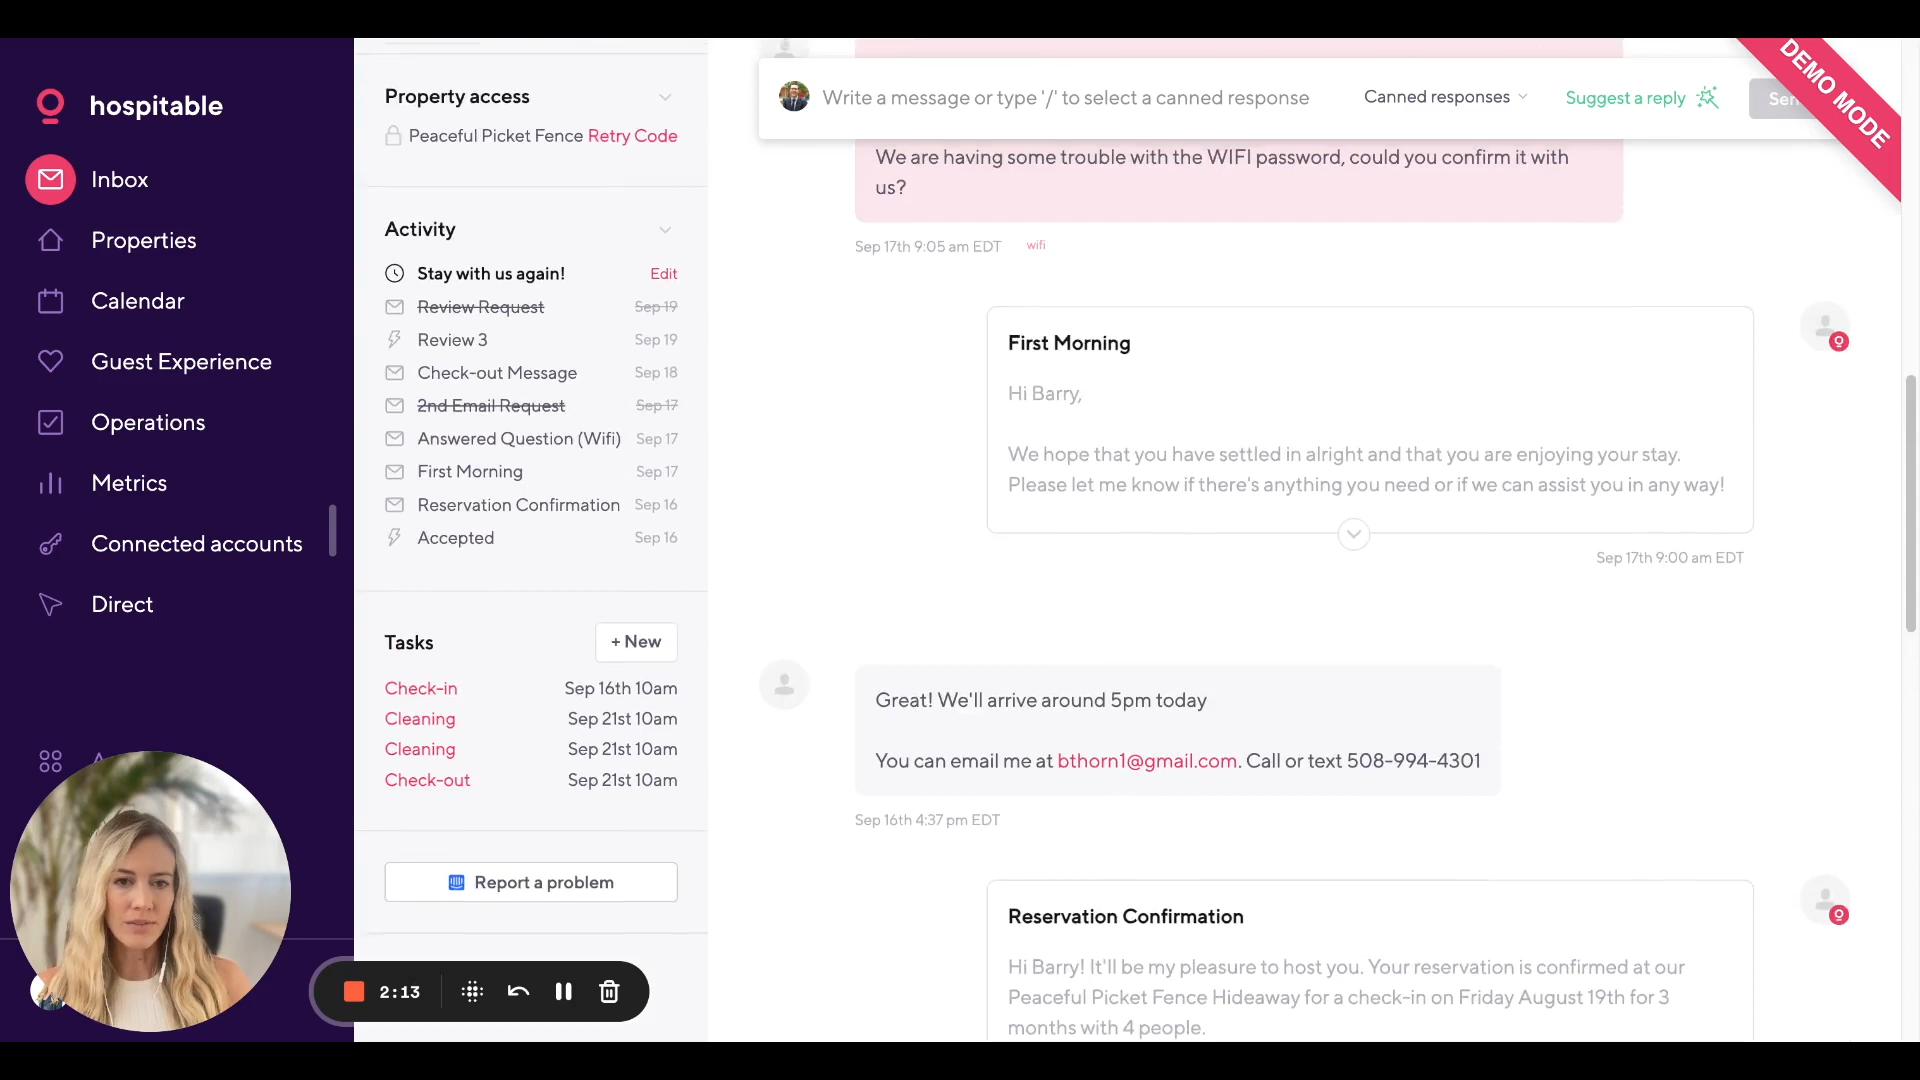 hospitable
Inbox
Properties
Calendar
Guest Experience
Operations
Metrics
Connected accounts
Direct
Property access
Peaceful Picket Fence Retry Code
Activity
Stay with us again! Edit
Review Request Sep 19
Review 3 Sep 19
Check-out Message Sep 18
2nd Email Request Sep 17
Answered Question (Wifi) Sep 17
First Morning Sep 17
Reservation Confirmation Sep 16
Accepted Sep 16
Tasks + New
Check-in Sep 16th 10am
Cleaning Sep 21st 10am
Cleaning Sep 21st 10am
Check-out Sep 21st 10am
Report a problem
2:13
Write a message or type '/' to select a canned response Canned responses Suggest a reply
DEMO MODE
We are having some trouble with the WIFI password, could you confirm it with
us?
Sep 17th 9:05 am EDT wifi
First Morning
Hi Barry,
We hope that you have settled in alright and that you are enjoying your stay.
Please let me know if there's anything you need or if we can assist you in any way!
Sep 17th 9:00 am EDT
Great! We'll arrive around 5pm today
You can email me at bthorn1@gmail.com. Call or text 508-994-4301
Sep 16th 4:37 pm EDT
Reservation Confirmation
Hi Barry! It'll be my pleasure to host you. Your reservation is confirmed at our
Peaceful Picket Fence Hideaway for a check-in on Friday August 19th for 3
months with 4 people.